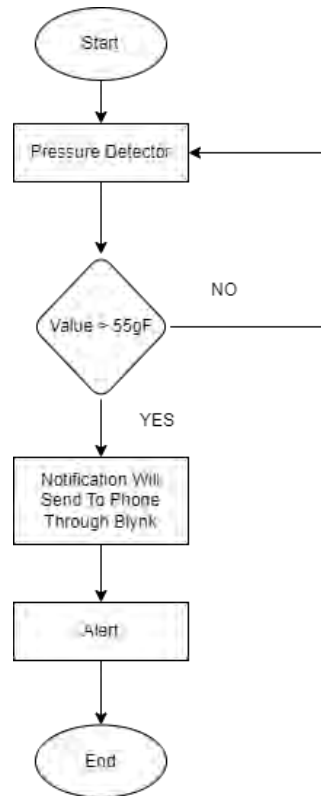 Start
Pressure Detector
Value > 55gF
NO
YES
Notification Will
Send To Phone
Through Blynk
Alert
End